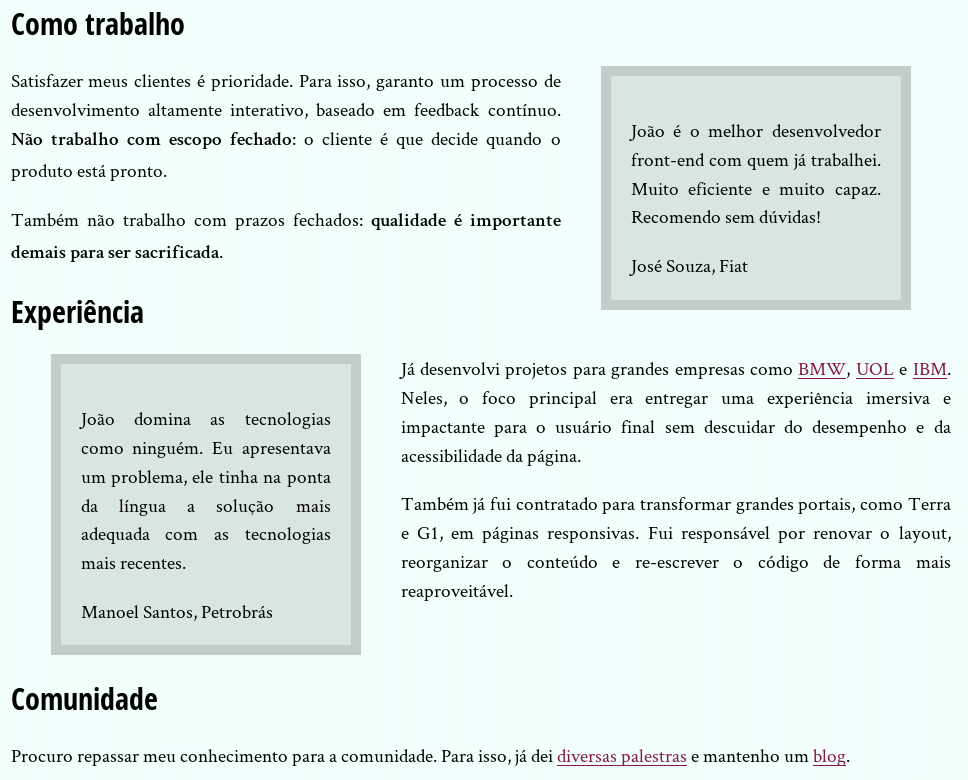 Como trabalho
Satisfazer meus clientes é prioridade. Para isso, garanto um processo de
desenvolvimento altamente interativo, baseado em feedback contínuo.
Não trabalho com escopo fechado: o cliente é que decide quando o
produto está pronto.
Também não trabalho com prazos fechados: qualidade é importante
demais para ser sacrificada.
João é o melhor desenvolvedor
front-end com quem já trabalhei.
Muito eficiente e muito capaz.
Recomendo sem dúvidas!
José Souza, Fiat
Experiência
João domina as tecnologias
como ninguém. Eu apresentava
um problema, ele tinha na ponta
da língua a solução mais
adequada com as tecnologias
mais recentes.
Manoel Santos, Petrobrás
Já desenvolvi projetos para grandes empresas como BMW, UOL e IBM.
Neles, o foco principal era entregar uma experiência imersiva e
impactante para o usuário final sem descuidar do desempenho e da
acessibilidade da página.
Também já fui contratado para transformar grandes portais, como Terra
e G1, em páginas responsivas. Fui responsável por renovar o layout,
reorganizar o conteúdo e re-escrever o código de forma mais
reaproveitável.
Comunidade
Procuro repassar meu conhecimento para a comunidade. Para isso, já dei diversas palestras e mantenho um blog.